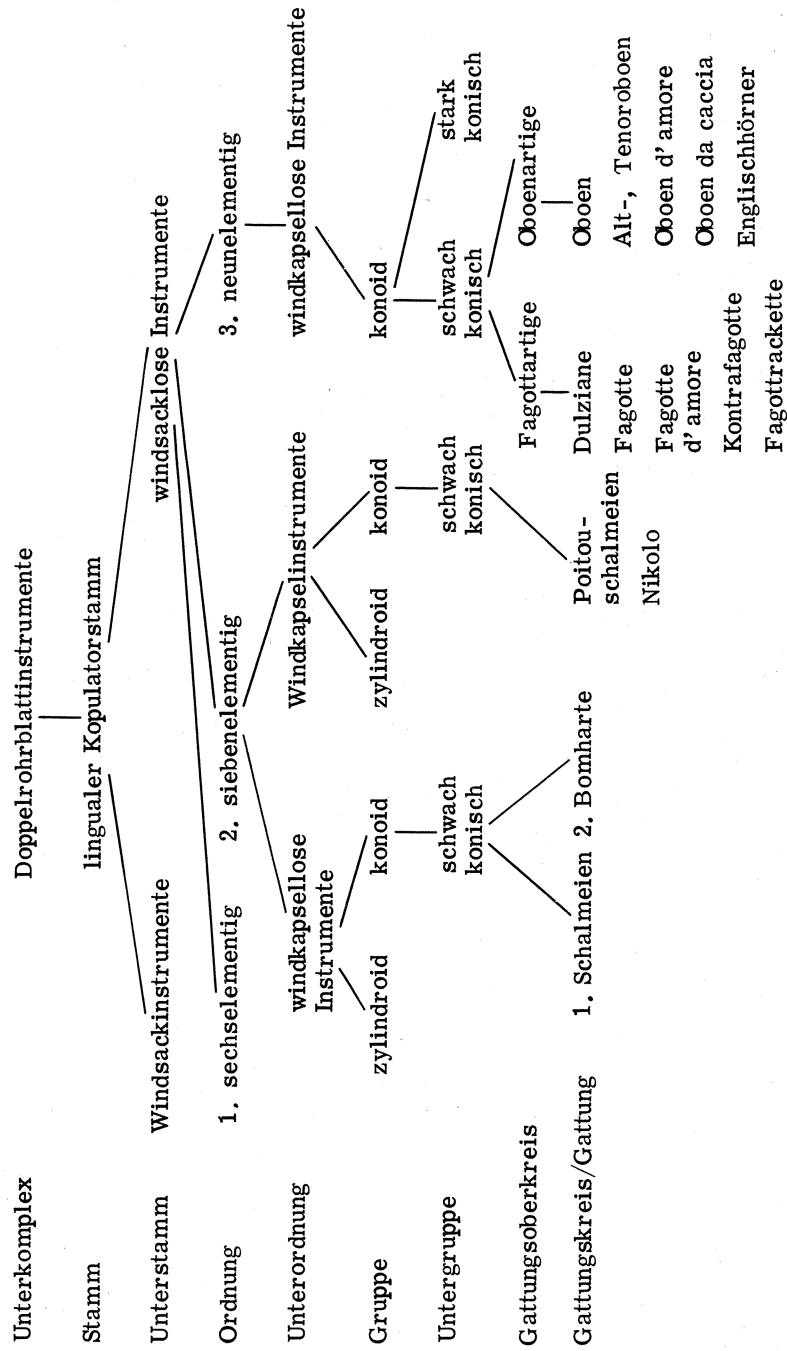 Unterkomplex
Doppelrohrblattinstrumente
Stamm
lingualer Kopulatorstamm
Unterstamm
Windsackinstrumente
windsacklose Instrumente
Ordnung
1. sechselementig
2. siebenelementig
3. neunelementig
Unterordnung
windkapsellose
Instrumente
Windkapselinstrumente
windkapsellose Instrumente
Gruppe
zylindroid
konoid
zylindroid
konoid
konoid
Untergruppe
schwach
konisch
schwach
konisch
schwach
konisch
stark
konisch
Gattungsoberkreis
Fagottartige
Oboenartige
Gattungskreis/Gattung
1. Schalmeien 2. Bomharte
Poitou-
schalmeien
Nikolo
Dulziane
Fagotte
Fagotte
d'amore
Kontrafagotte
Fagottrackette
Oboen
Alt-, Tenoroboen
Oboen d'amore
Oboen da caccia
Englischhörner